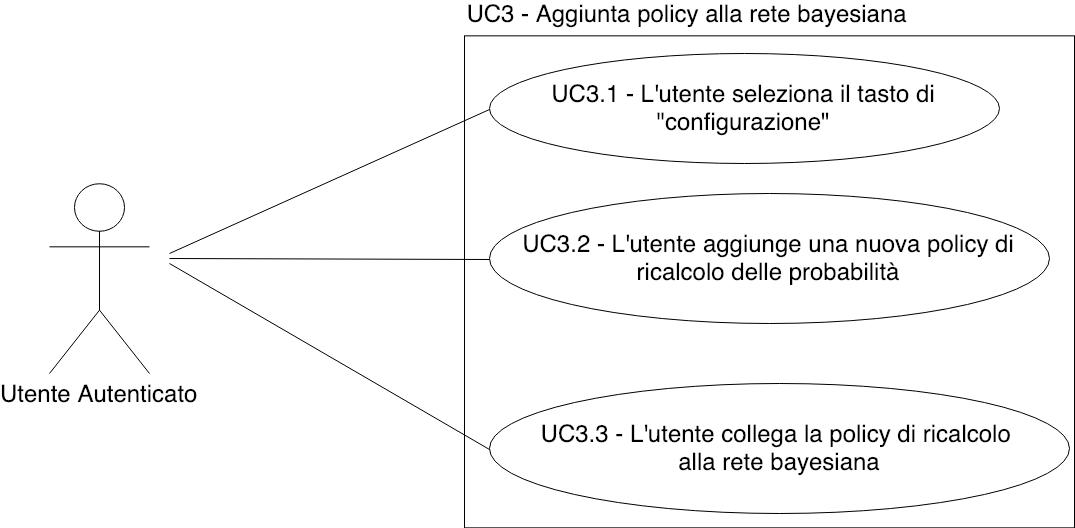 UC3 - Aggiunta policy alla rete bayesiana
UC3.1 - L'utente seleziona il tasto di
"configurazione"
UC3.2 - L'utente aggiunge una nuova policy di
ricalcolo delle probabilità
Utente Autenticato
UC3.3 - L'utente collega la policy di ricalcolo
alla rete bayesiana